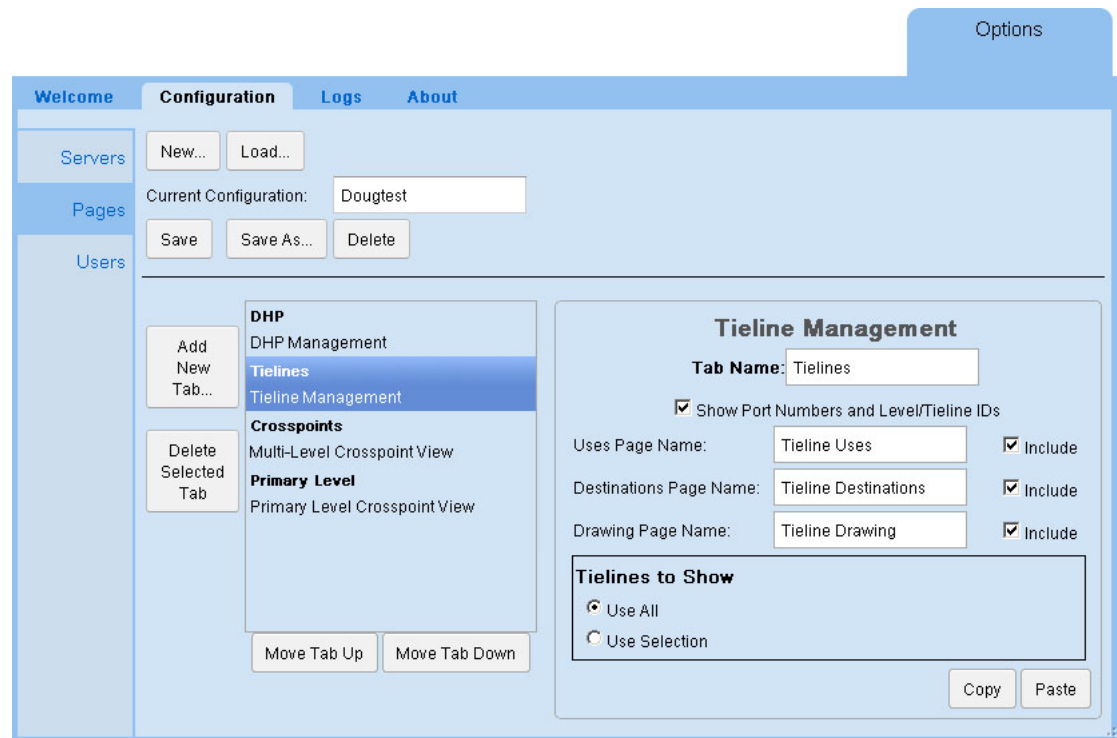 Options
Welcome Configuration Logs About
Servers
Pages
Users
New... Load...
Current Configuration: Dougtest
Save Save As... Delete
Add
New
Tab...
Delete
Selected
Tab
DHP
DHP Management
Tielines
Tieline Management
Crosspoints
Multi-Level Crosspoint View
Primary Level
Primary Level Crosspoint View
Move Tab Up Move Tab Down
Tieline Management
Tab Name: Tielines
Show Port Numbers and Level/Tieline IDs
Uses Page Name: Tieline Uses Include
Destinations Page Name: Tieline Destinations Include
Drawing Page Name: Tieline Drawing Include
Tielines to Show
Use All
Use Selection
Copy Paste